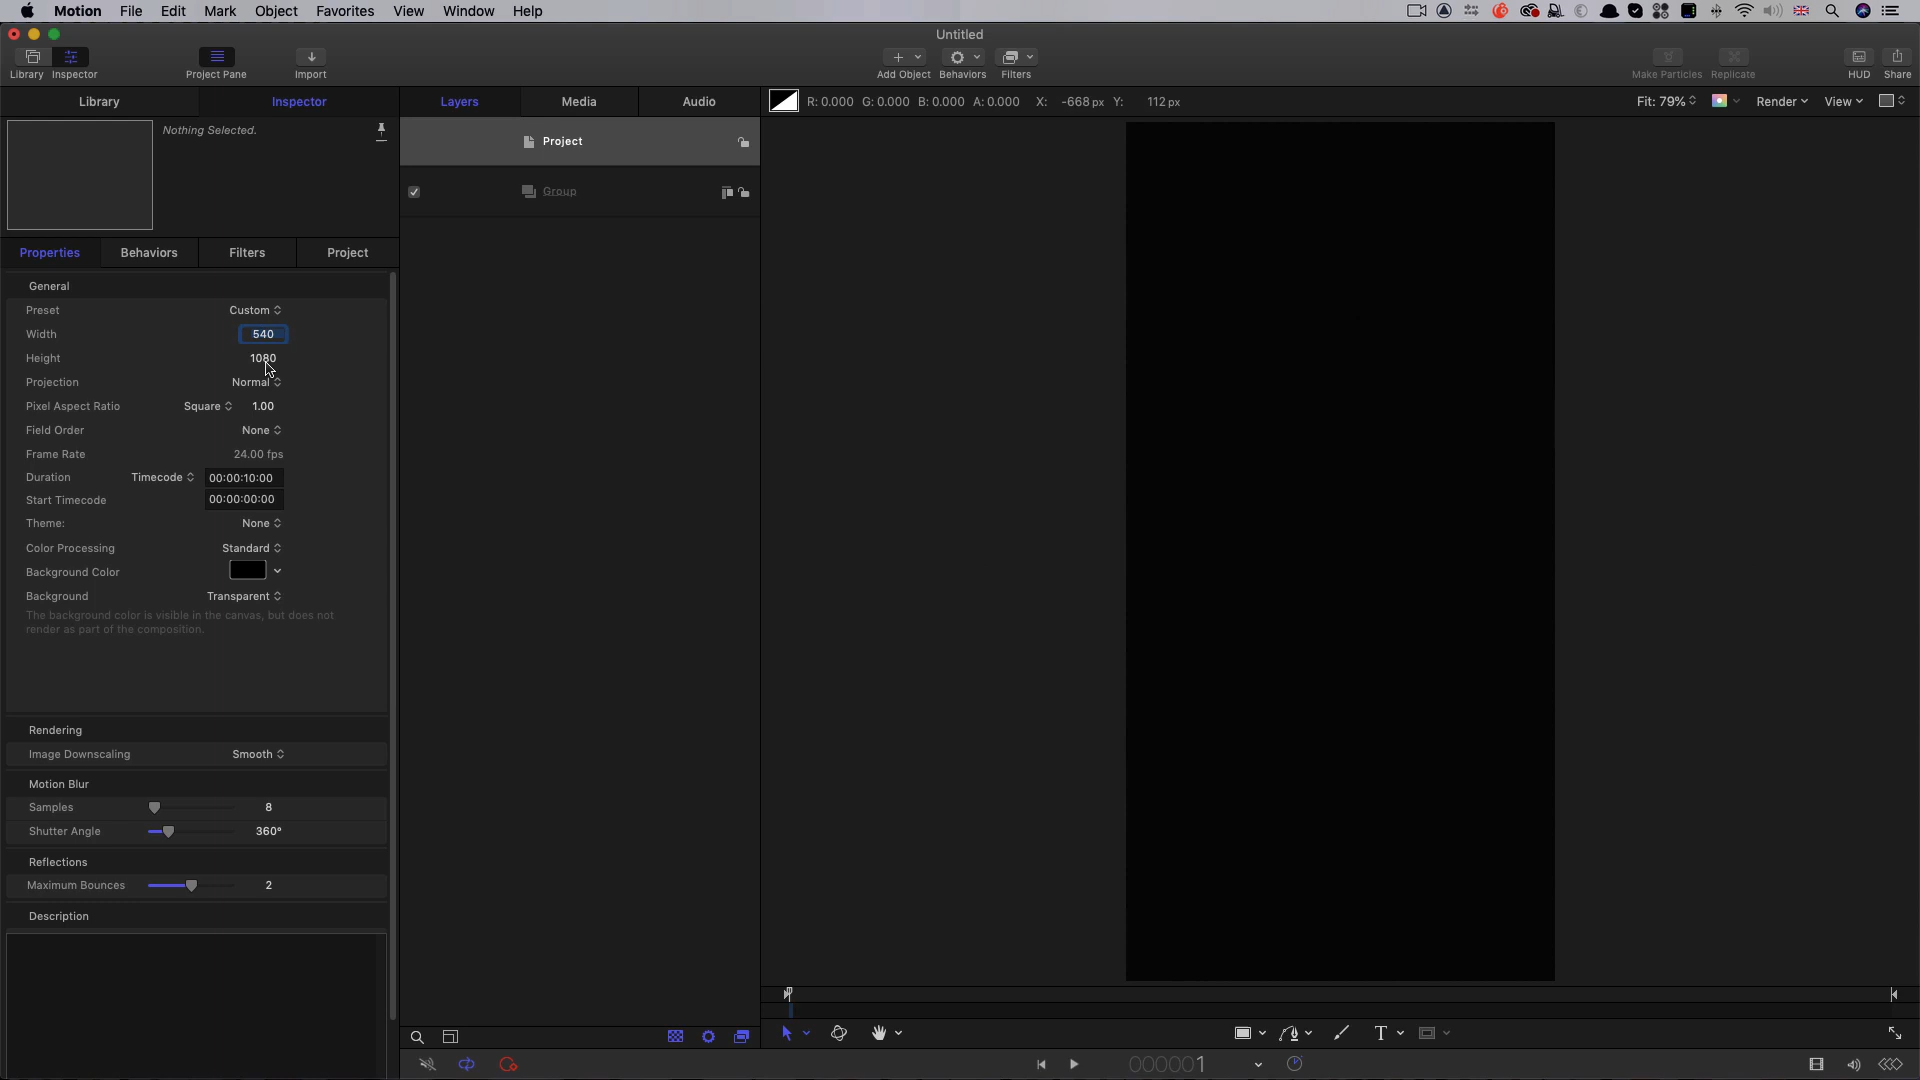 Motion File Edit Mark Object Favorites View Window Help
Untitled
Library Inspector Project Pane Import Add Object Behaviors Filters Make Particles Replicate HUD Share
Library Inspector Layers Media Audio R: 0.000 G: 0.000 B: 0.000 A: 0.000 X: -668 px Y: 112 px Fit: 79% Render View
Nothing Selected.
Project
Group
Properties Behaviors Filters Project
General
Preset Custom
Width 540
Height 1080
Projection Normal
Pixel Aspect Ratio Square 1.00
Field Order None
Frame Rate 24.00 fps
Duration Timecode 00:00:10:00
Start Timecode 00:00:00:00
Theme: None
Color Processing Standard
Background Color
Background Transparent
The background color is visible in the canvas, but does not
render as part of the composition.
Rendering
Image Downscaling Smooth
Motion Blur
Samples 8
Shutter Angle 360°
Reflections
Maximum Bounces 2
Description
T
000001